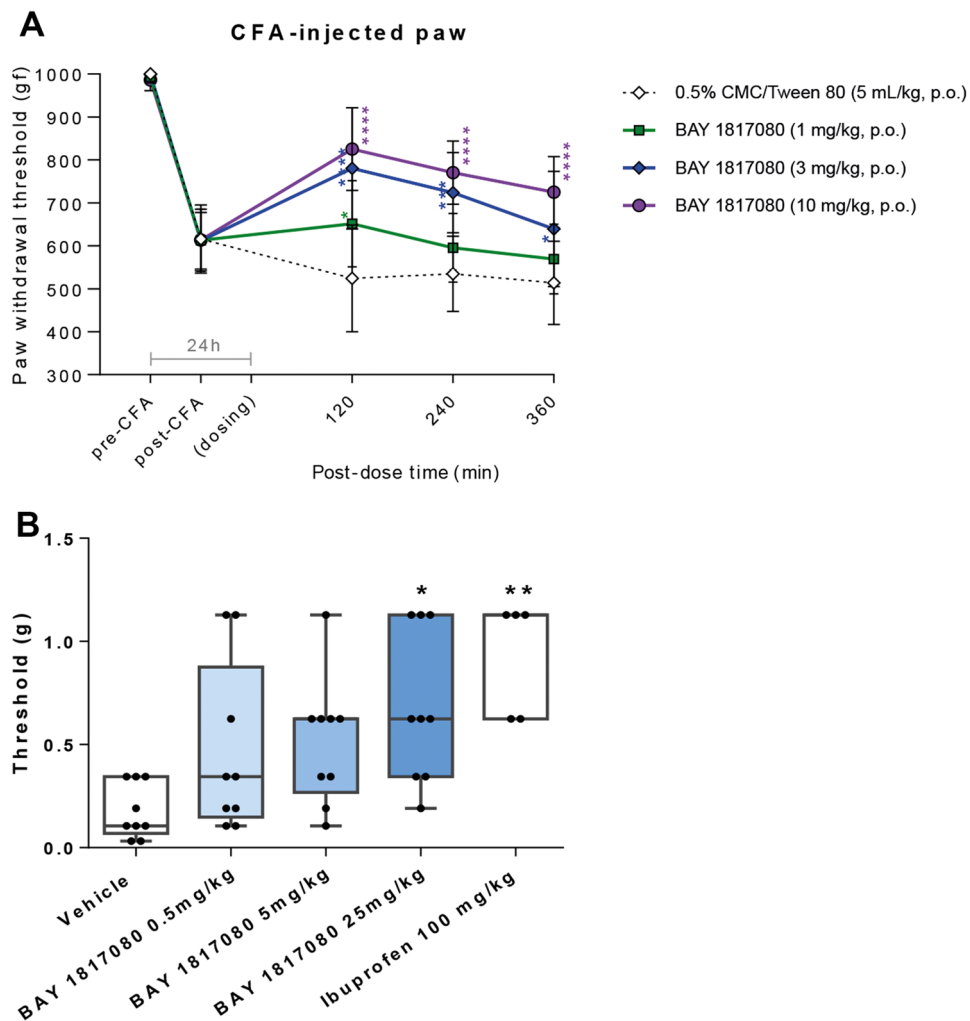 A
CFA-injected paw
Paw withdrawal threshold (gf)
1000
900
800
700
600
500
400
300
24h
****
****
****
****
***
*
*
pre-CFA
post-CFA
(dosing)
120
240
360
Post-dose time (min)
0.5% CMC/Tween 80 (5 mL/kg, p.o.)
BAY 1817080 (1 mg/kg, p.o.)
BAY 1817080 (3 mg/kg, p.o.)
BAY 1817080 (10 mg/kg, p.o.)
B
Threshold (g)
1.5
1.0
0.5
0.0
*
**
Vehicle
BAY 1817080 0.5mg/kg
BAY 1817080 5mg/kg
BAY 1817080 25mg/kg
Ibuprofen 100 mg/kg